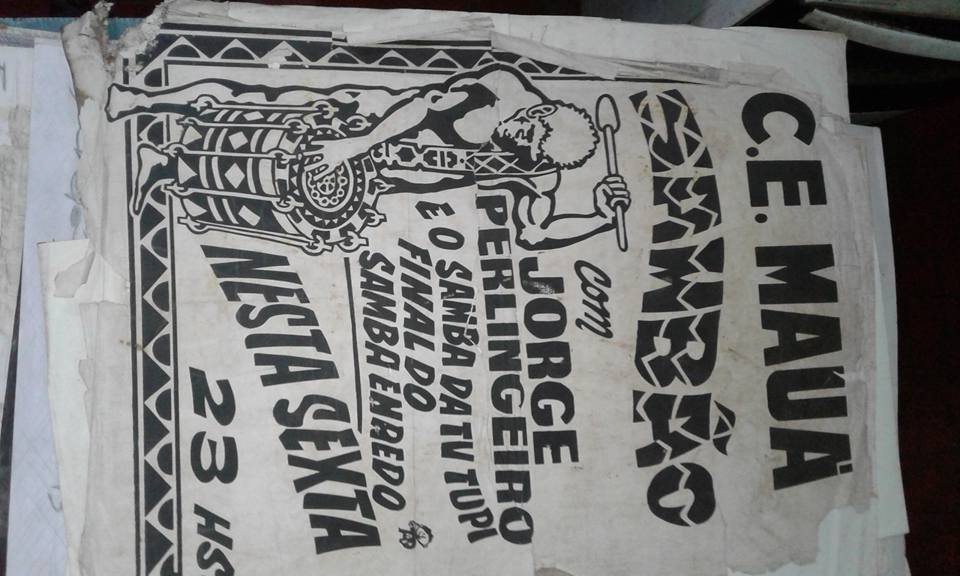 C.E. MAUÁ
SAMBÃO
com
JORGE
PERLINGEIRO
E O SAMBA DA TV TUPI
FINAL DO
SAMBA ENREDO
NESTA SEXTA
23 HS